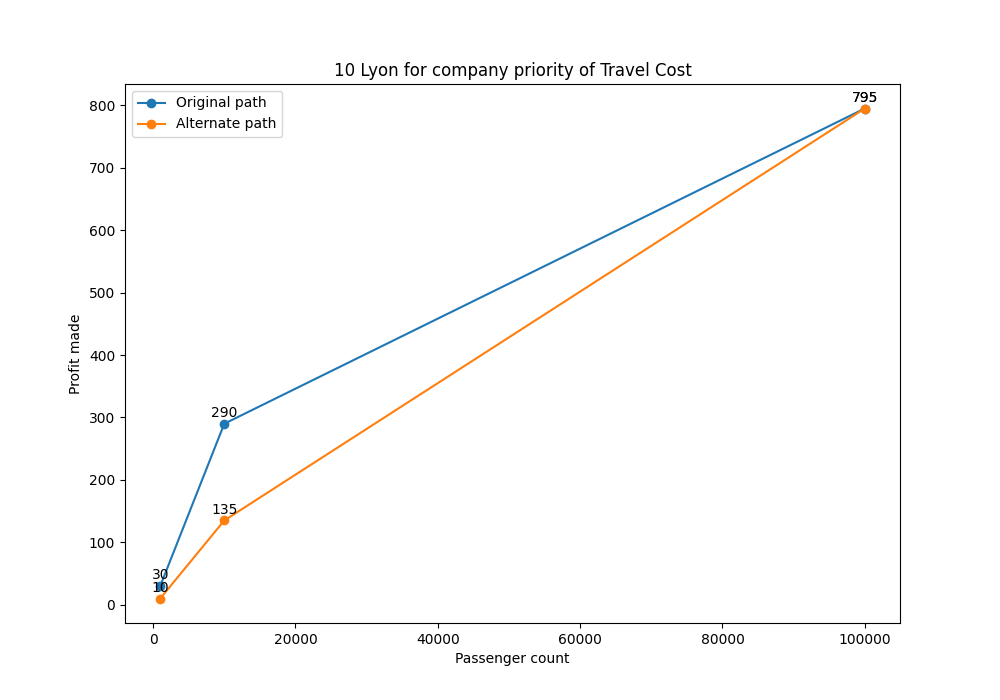 10 Lyon for company priority of Travel Cost
Original path
Alternate path
795
795
290
135
30
10
800
700
600
500
400
300
200
100
0
Profit made
0 20000 40000 60000 80000 100000
Passenger count